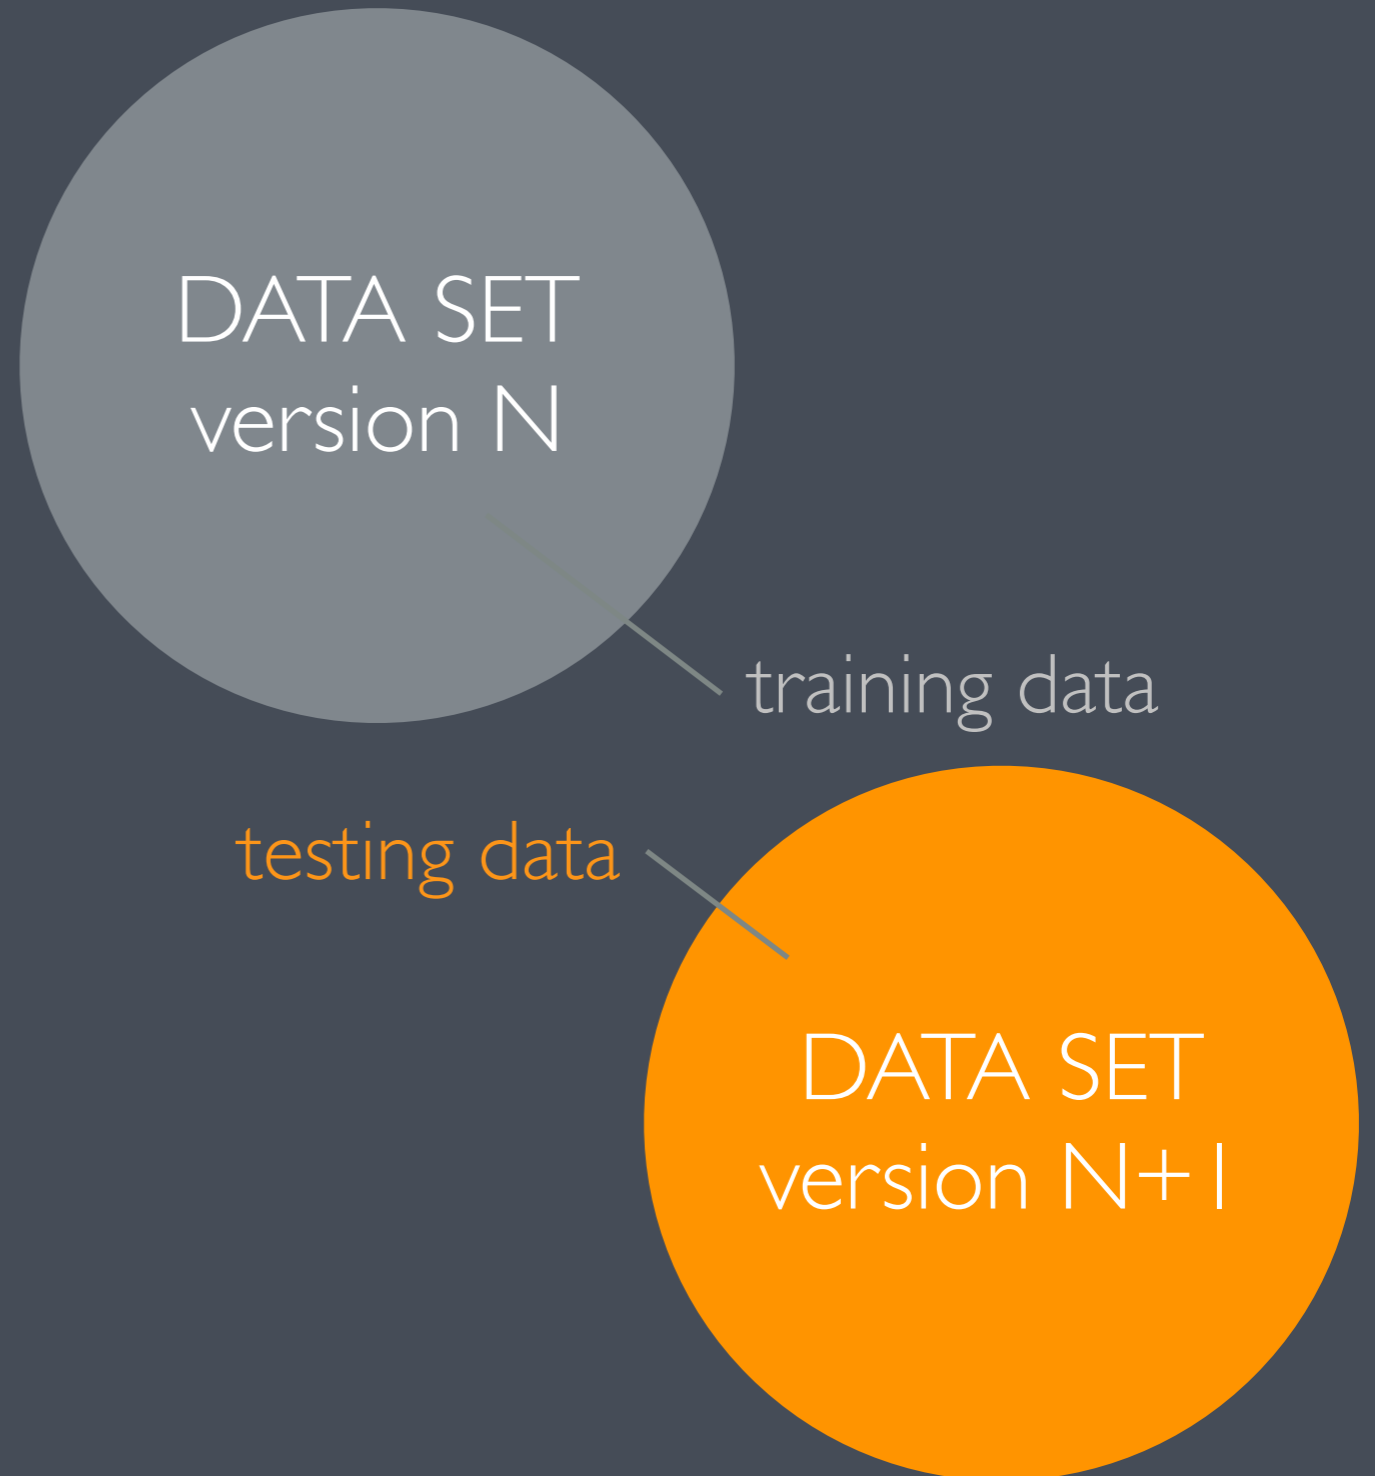 DATA SET
version N
training data
testing data
DATA SET
version N+1